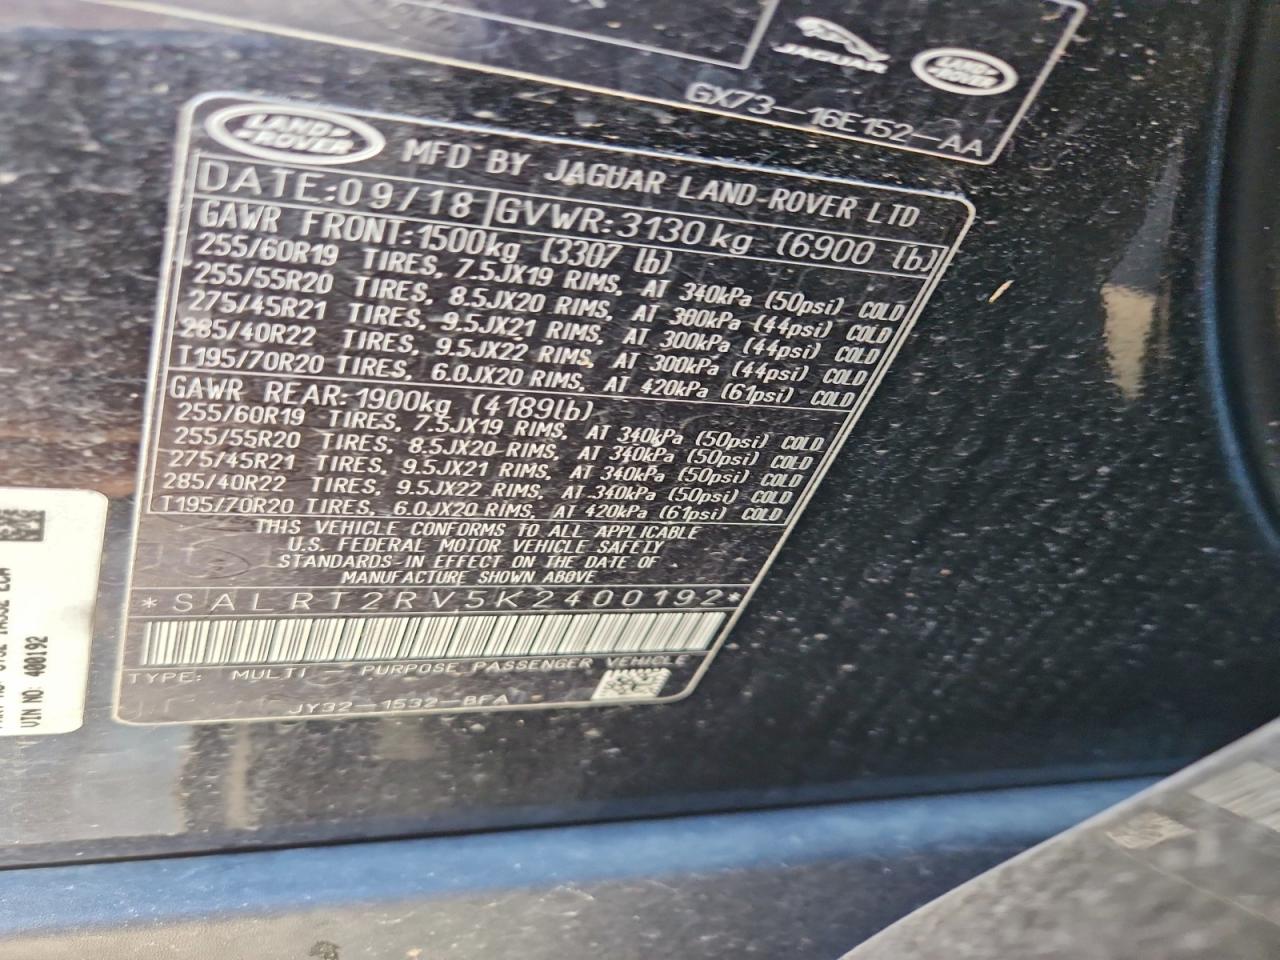 JAGUAR
LAND ROVER
GX73-16E152-AA
LAND ROVER
MFD BY JAGUAR LAND-ROVER LTD
DATE:09/18 GVWR:3130kg (6900 lb)
GAWR FRONT:1500kg (3307 lb)
255/60R19 TIRES, 7.5JX19 RIMS, AT 340kPa (50psi) COLD
255/55R20 TIRES, 8.5JX20 RIMS, AT 300kPa (44psi) COLD
275/45R21 TIRES, 9.5JX21 RIMS, AT 300kPa (44psi) COLD
285/40R22 TIRES, 9.5JX22 RIMS, AT 300kPa (44psi) COLD
T195/70R20 TIRES, 6.0JX20 RIMS, AT 420kPa (61psi) COLD
GAWR REAR:1900kg (4189lb)
255/60R19 TIRES, 7.5JX19 RIMS, AT 340kPa (50psi) COLD
255/55R20 TIRES, 8.5JX20 RIMS, AT 340kPa (50psi) COLD
275/45R21 TIRES, 9.5JX21 RIMS, AT 340kPa (50psi) COLD
285/40R22 TIRES, 9.5JX22 RIMS, AT 340kPa (50psi) COLD
T195/70R20 TIRES, 6.0JX20 RIMS, AT 420kPa (61psi) COLD
THIS VEHICLE CONFORMS TO ALL APPLICABLE
U.S. FEDERAL MOTOR VEHICLE SAFETY
STANDARDS IN EFFECT ON THE DATE OF
MANUFACTURE SHOWN ABOVE
*SALRT2RV5K2400192*
TYPE: MULTI - PURPOSE PASSENGER VEHICLE
JY32-1532-BFA
VIN NO: 400192